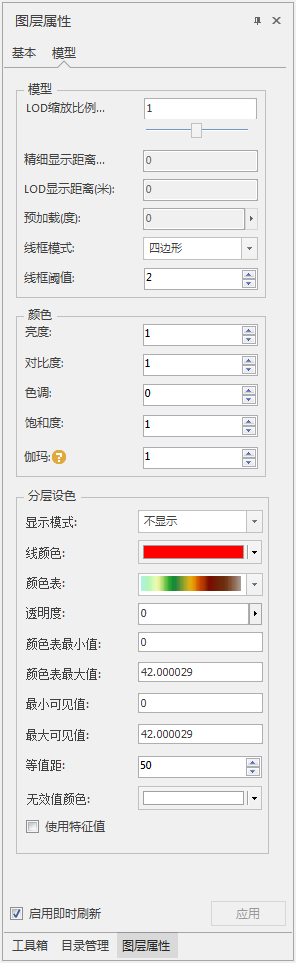 图层属性
基本 模型
模型
LOD缩放比例... 1
精细显示距离... 0
LOD显示距离(米): 0
预加载(度): 0
线框模式: 四边形
线框阈值: 2
颜色
亮度: 1
对比度: 1
色调: 0
饱和度: 1
伽玛: ? 1
分层设色
显示模式: 不显示
线颜色:
颜色表:
透明度: 0
颜色表最小值: 0
颜色表最大值: 42.000029
最小可见值: 0
最大可见值: 42.000029
等值距: 50
无效值颜色:
使用特征值
启用即时刷新 应用
工具箱 目录管理 图层属性